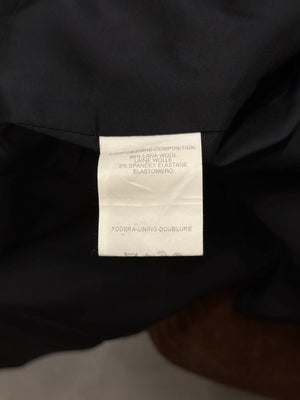 COMPOSIZIONE-COMPOSITION
98% LANA WOOL
LAINE WOLLE
2% SPANDEX ELASTANE
ELASTOMERO
FODERA-LINING-DOUBLURE